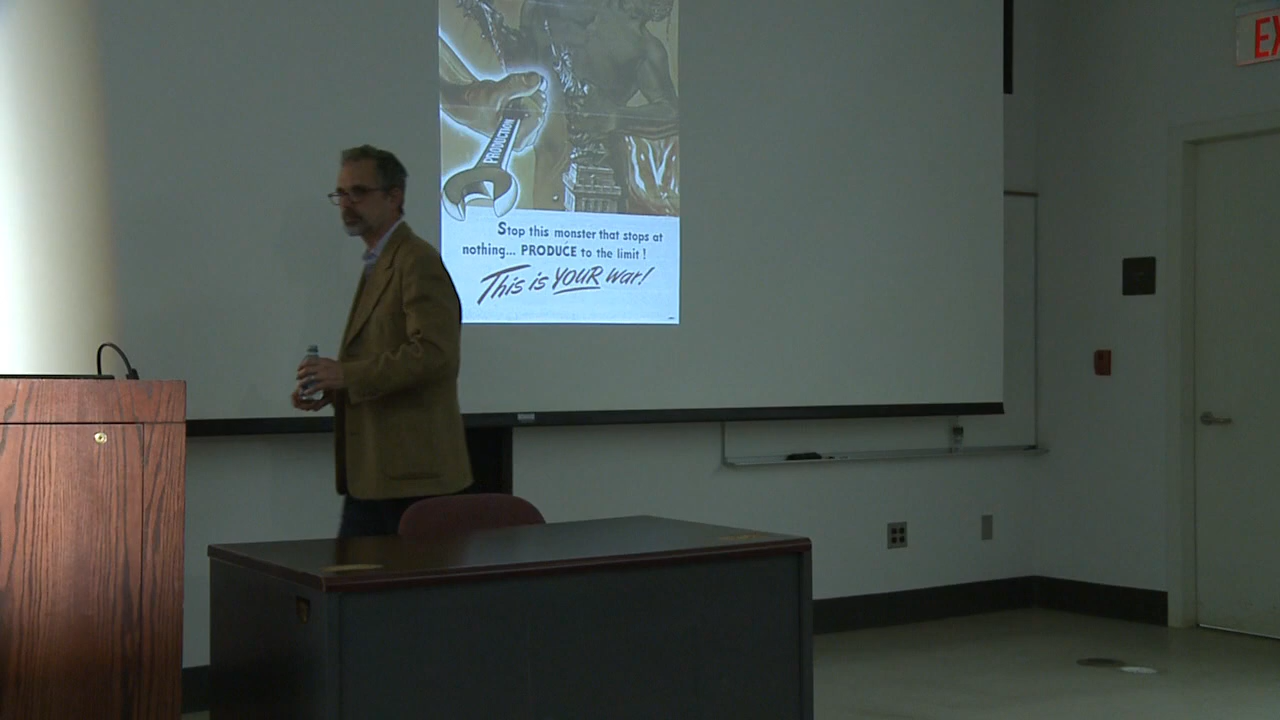 EX
PRODUCTION
Stop this monster that stops at
nothing... PRODUCE to the limit!
This is YOUR war!